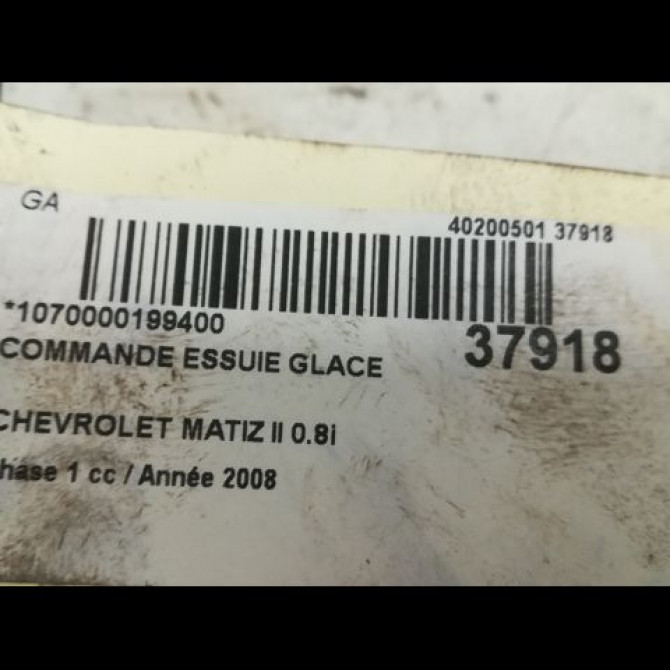 GA
40200501 37918
*1070000199400
37918
COMMANDE ESSUIE GLACE
CHEVROLET MATIZ II 0.8i
hase 1 cc / Année 2008